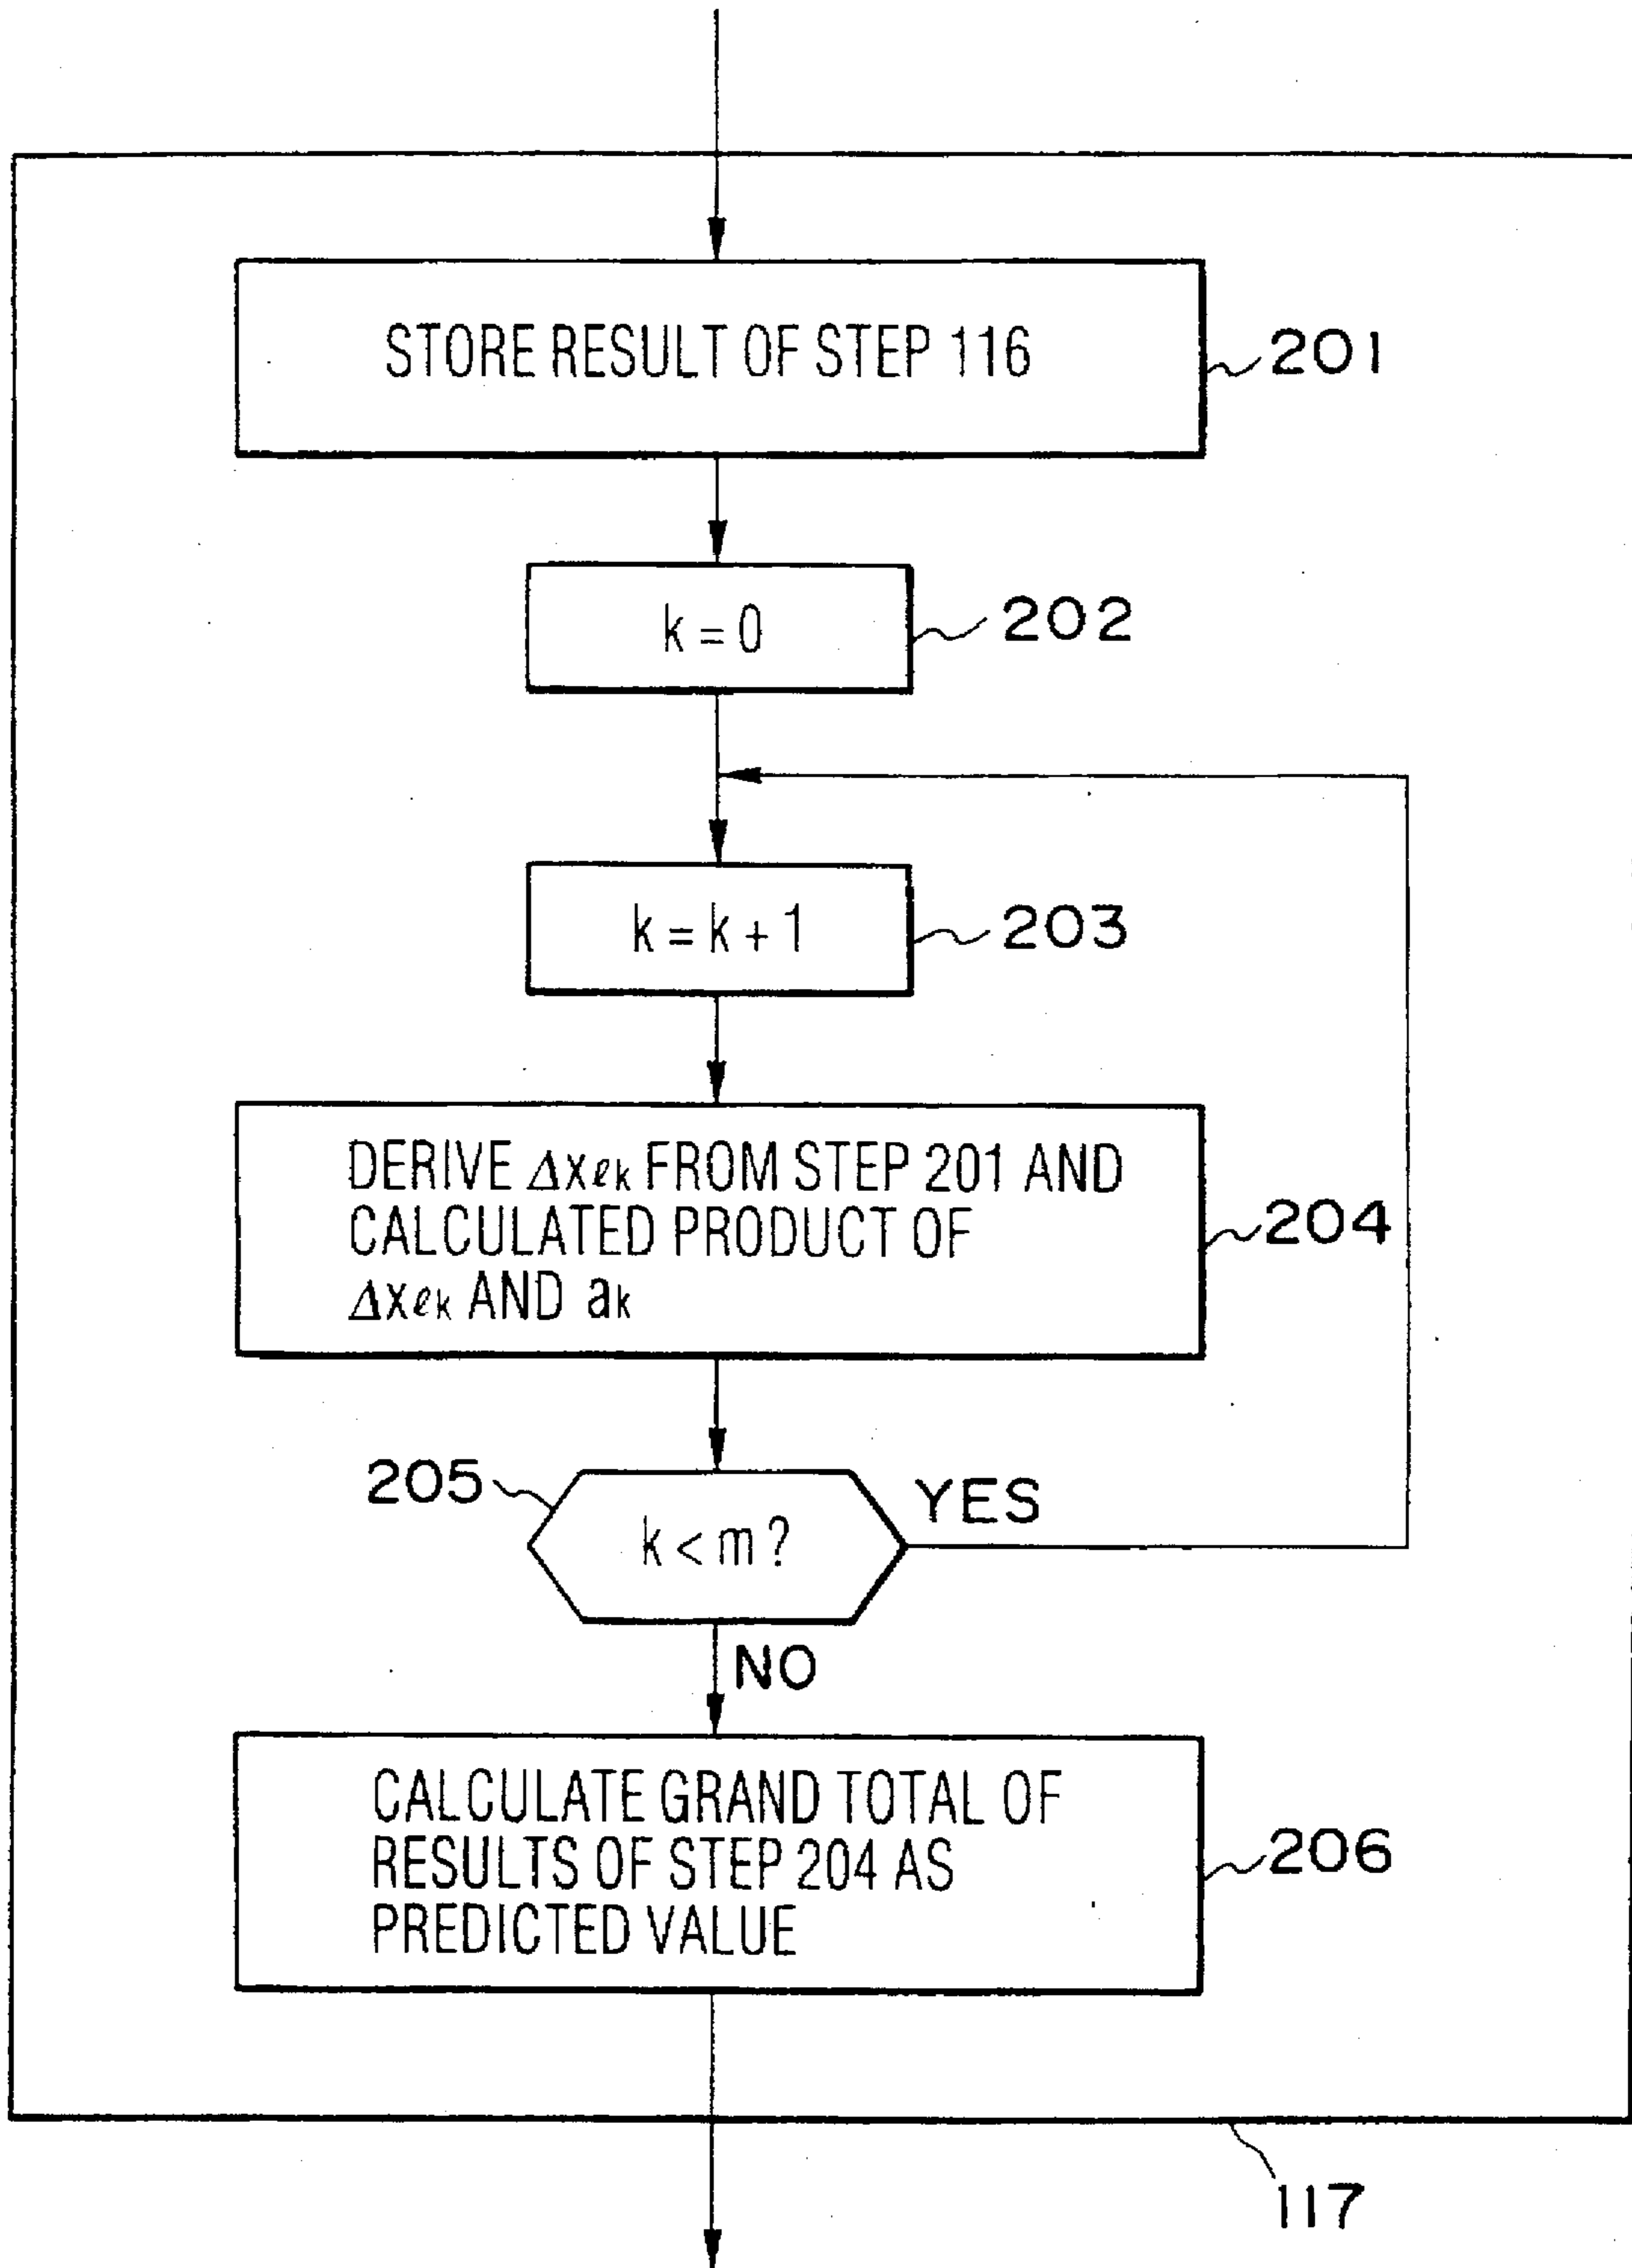 STORE RESULT OF STEP 116
201
k = 0
202
k = k + 1
203
DERIVE Δxℓk FROM STEP 201 AND
CALCULATED PRODUCT OF
Δxℓk AND ak
204
205
k < m ?
YES
NO
CALCULATE GRAND TOTAL OF
RESULTS OF STEP 204 AS
PREDICTED VALUE
206
117